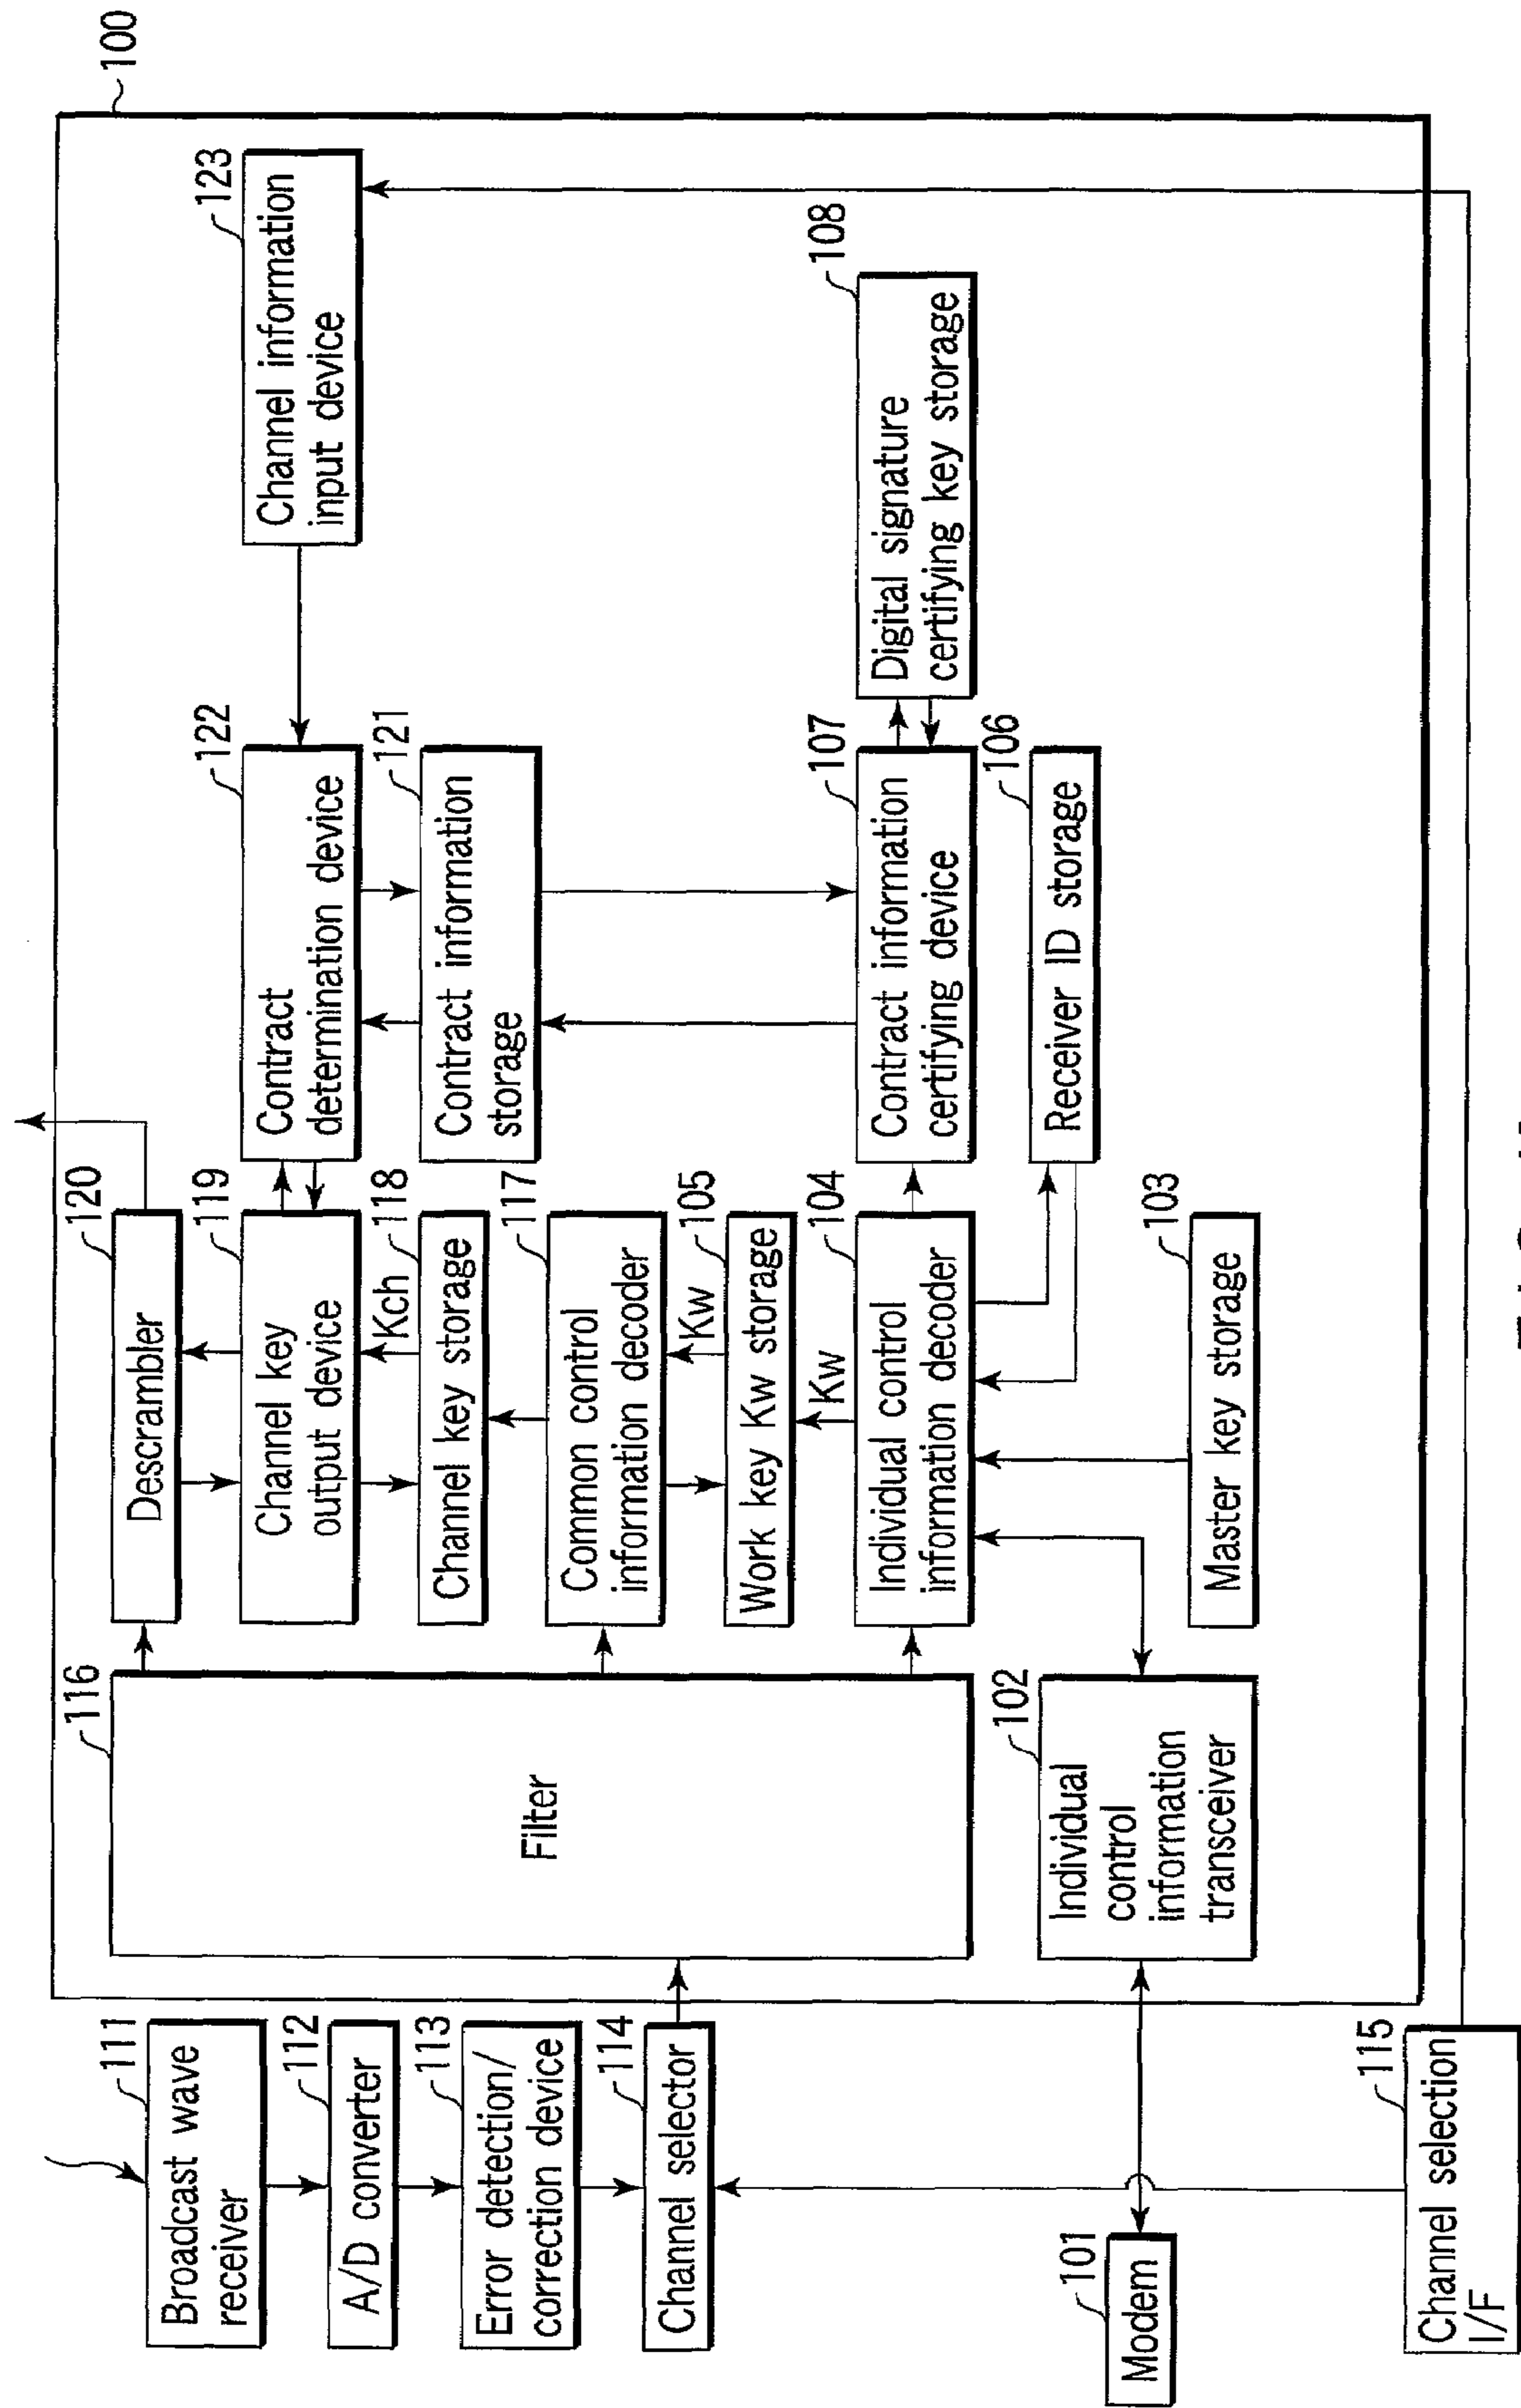 100
111
Broadcast wave
receiver
112
A/D converter
113
Error detection/
correction device
114
Channel selector
101
Modem
115
Channel selection
I/F
116
Filter
102
Individual
control
information
transceiver
120
Descrambler
119
Channel key
output device
Kch
118
Channel key storage
117
Common control
information decoder
Kw
105
Work key Kw storage
Kw
104
Individual control
information decoder
103
Master key storage
122
Contract
determination device
121
Contract information
storage
107
Contract information
certifying device
106
Receiver ID storage
123
Channel information
input device
108
Digital signature
certifying key storage